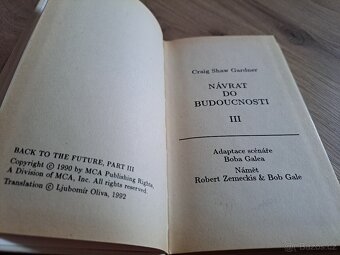 BACK TO THE FUTURE, PART III
Copyright © 1990 by MCA Publishing Rights,
A Division of MCA, Inc. All rights reserved.
Translation © Ljubomír Oliva, 1992
Craig Shaw Gardner
NÁVRAT
DO
BUDOUCNOSTI
III
Adaptace scénáře
Boba Galea
Námět
Robert Zemeckis & Bob Gale